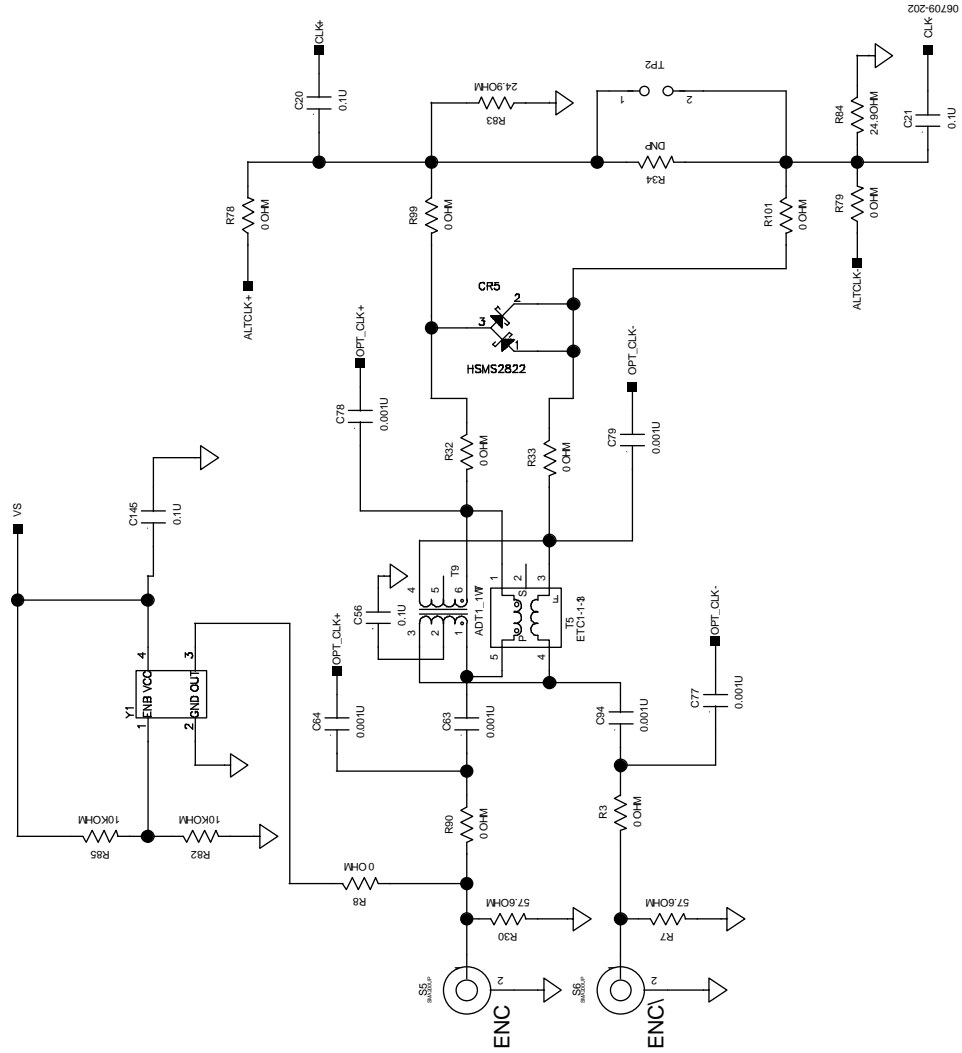 06709-202
CLK+
C20
0.1U
TP2
1
2
24.9OHM
R83
R84
24.9OHM
CLK-
C21
0.1U
DNP
R34
R78
0 OHM
R99
0 OHM
R101
0 OHM
R79
0 OHM
ALTCLK+
ALTCLK-
CR5
2
3
1
HSMS2822
OPT_CLK+
C78
0.001U
OPT_CLK-
C79
0.001U
R32
0 OHM
R33
0 OHM
VS
C145
0.1U
C56
0.1U
4
5
6
T9
3
2
1
ADT1_1WT
1
2
3
S
P
F
5
4
T5
ETC1-1-13
Y1
4
3
ENB VCC
GND OUT
1
2
OPT_CLK+
C64
0.001U
C63
0.001U
C94
0.001U
OPT_CLK-
C77
0.001U
10KOHM
R85
10KOHM
R82
R90
0 OHM
R3
0 OHM
0 OHM
R8
57.6OHM
R30
57.6OHM
R7
S5
SMA200UP
1
2
ENC
S6
SMA200UP
1
2
ENC\